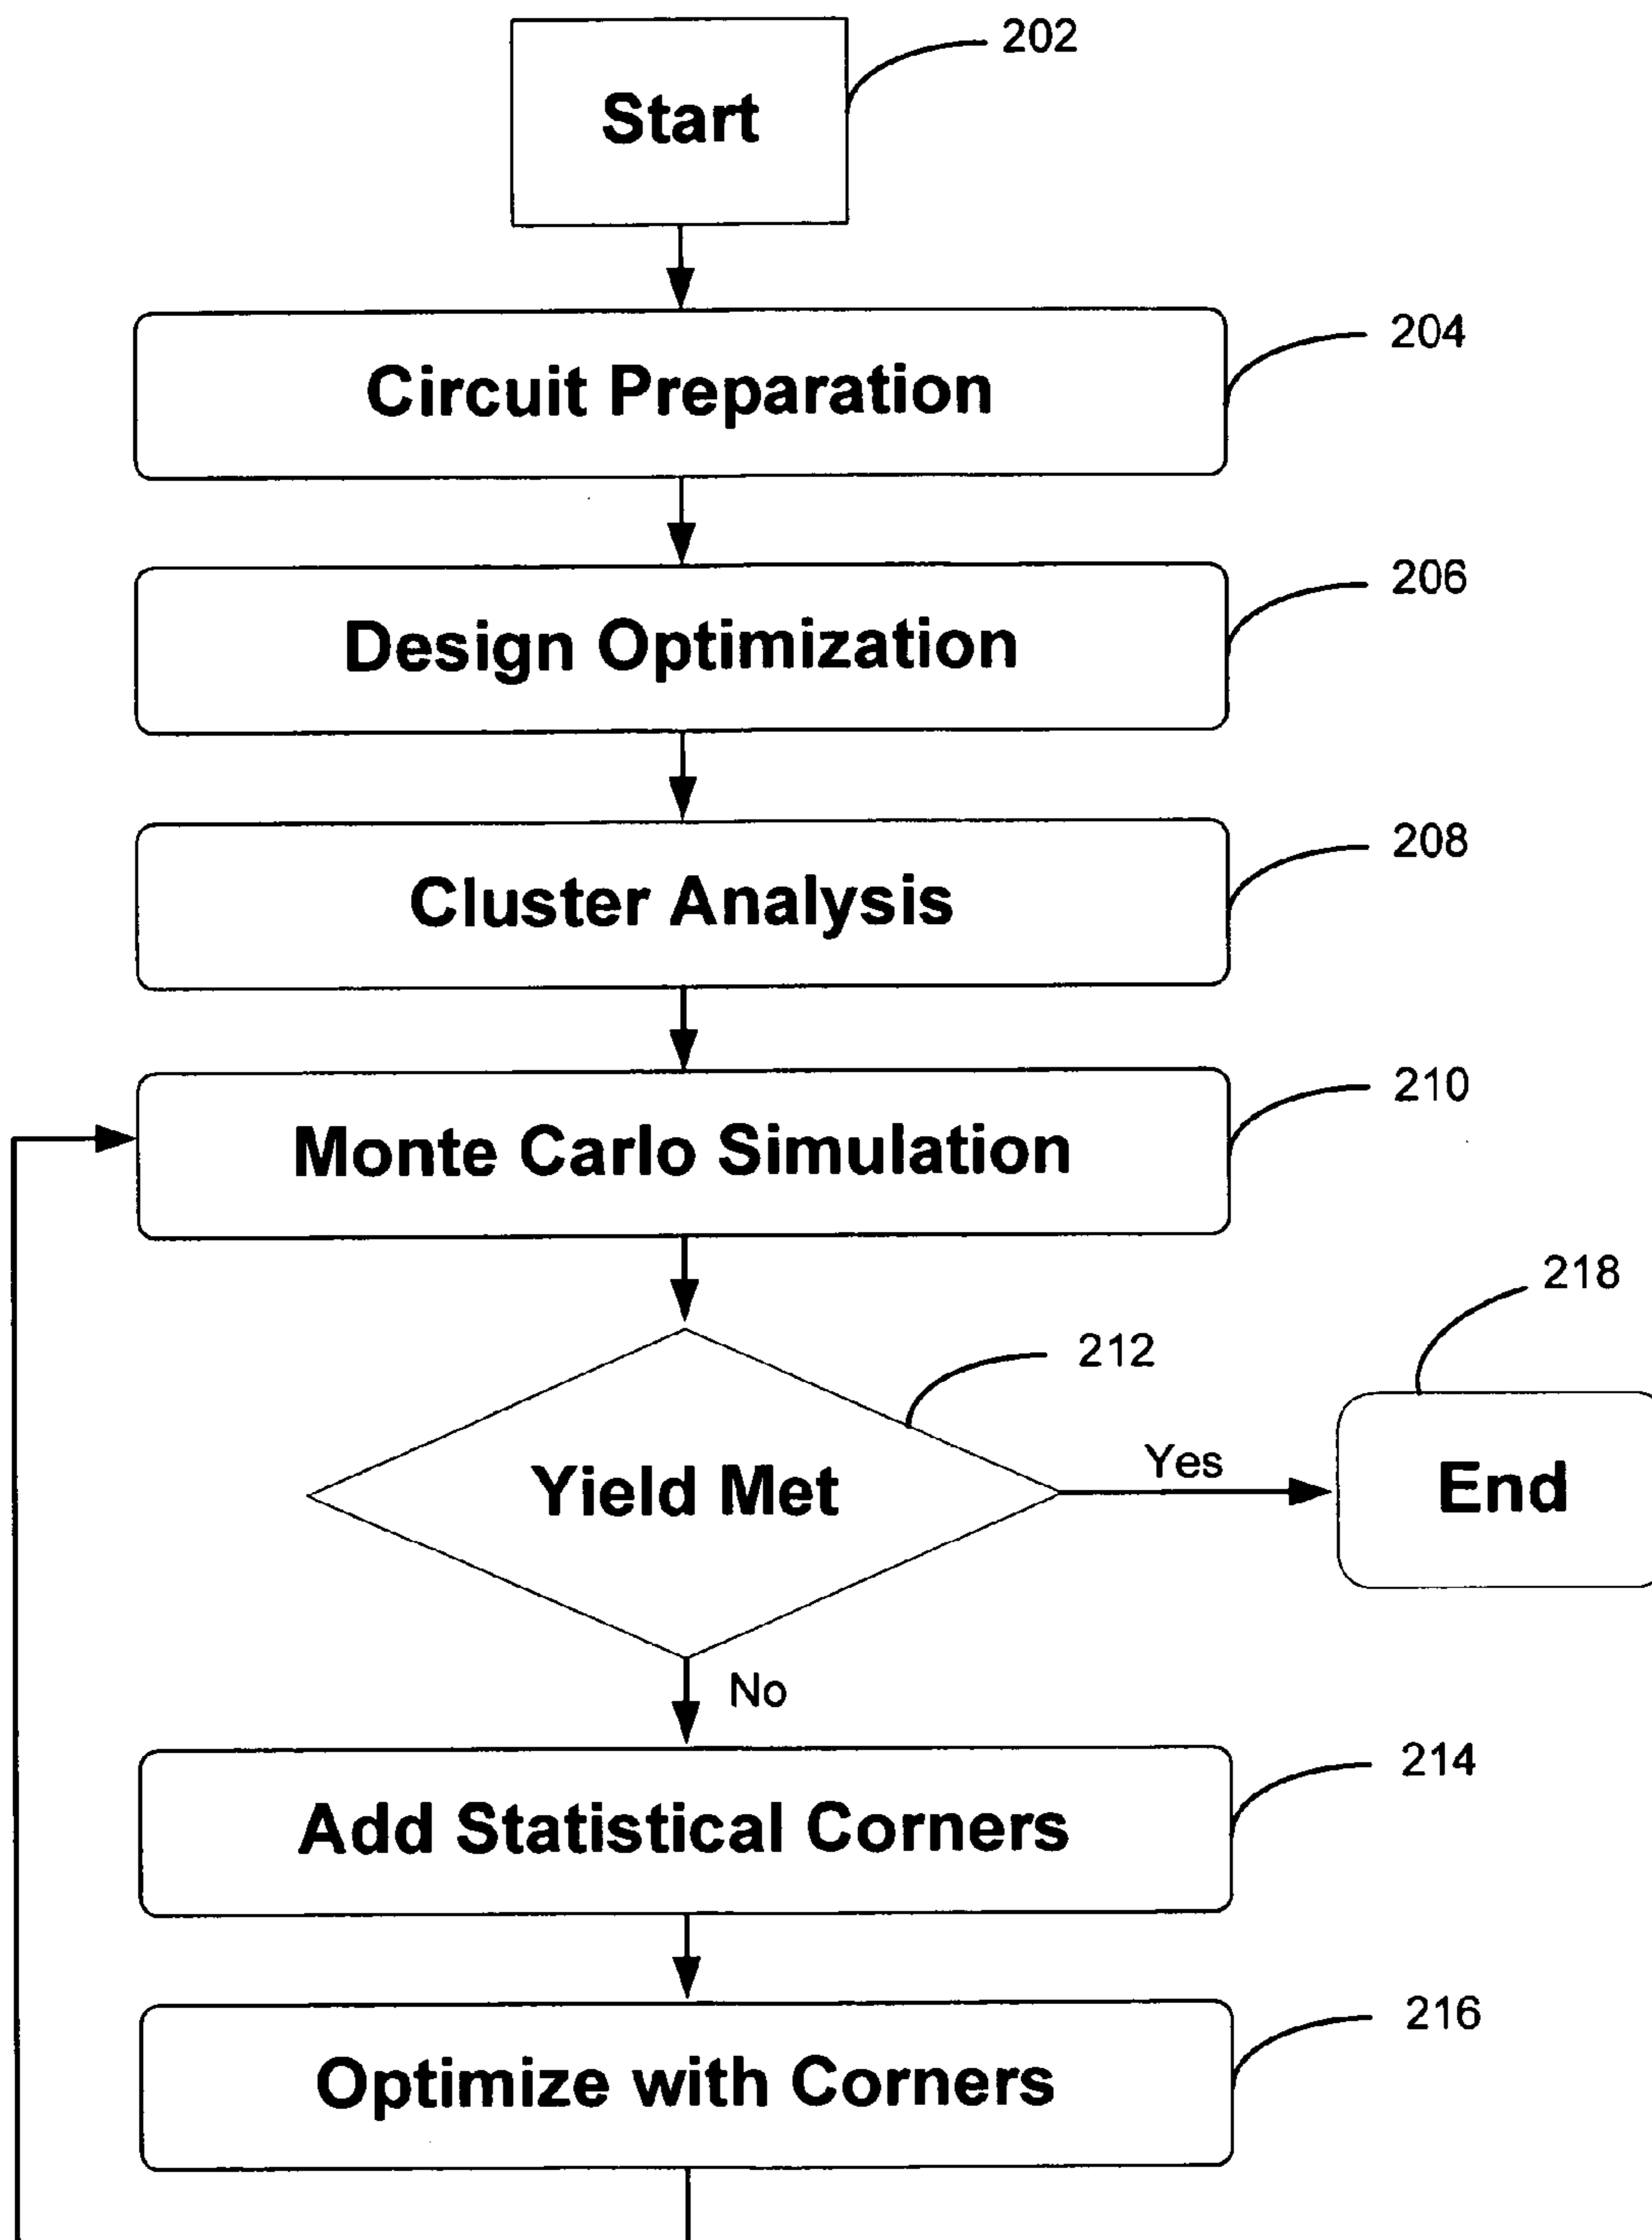 202
Start
204
Circuit Preparation
206
Design Optimization
208
Cluster Analysis
210
Monte Carlo Simulation
218
212
Yes
Yield Met
End
No
214
Add Statistical Corners
216
Optimize with Corners